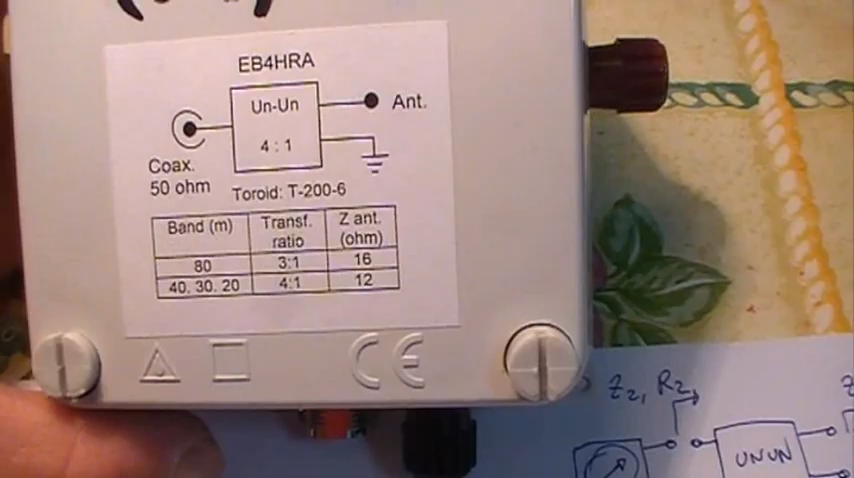 EB4HRA
Un-Un
4 : 1
Ant.
Coax.
50 ohm
Toroid: T-200-6
Band (m) Transf. ratio Z ant. (ohm)
80 3:1 16
40, 30, 20 4:1 12
CE
Z2, R2
Z
UNUN